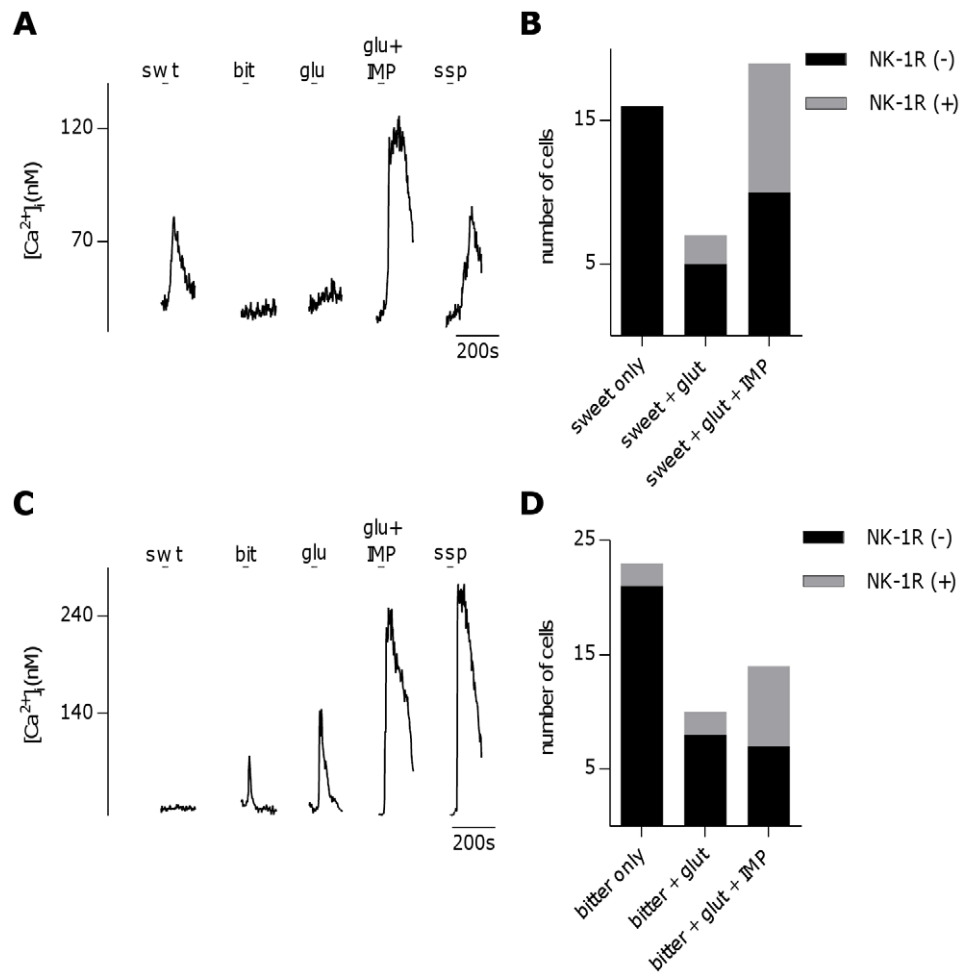 A
swt bit glu glu+ IMP ssp
120
70
[Ca²⁺]ᵢ(nM)
200s
B
NK-1R (-)
NK-1R (+)
15
5
number of cells
sweet only
sweet + glut
sweet + glut + IMP
C
swt bit glu glu+ IMP ssp
240
140
[Ca²⁺]ᵢ(nM)
200s
D
NK-1R (-)
NK-1R (+)
25
15
5
number of cells
bitter only
bitter + glut
bitter + glut + IMP